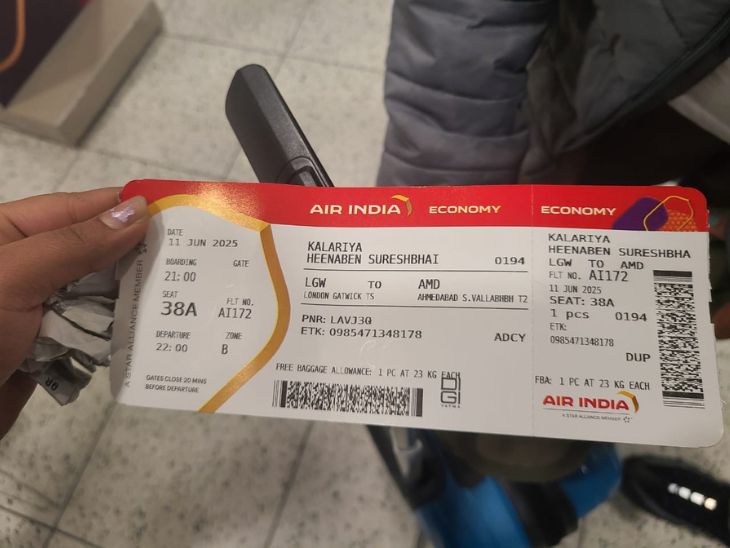 AIR INDIA ECONOMY
DATE
11 JUN 2025
BOARDING GATE
21:00
SEAT FLT NO.
38A AI172
DEPARTURE ZONE
22:00 B
GATES CLOSE 20 MINS
BEFORE DEPARTURE
A STAR ALLIANCE MEMBER
KALARIYA
HEENABEN SURESHBHAI 0194
LGW TO AMD
LONDON GATWICK TS AHMEDABAD S.VALLABHBH T2
PNR: LAVJ3Q
ETK: 0985471348178 ADCY
FREE BAGGAGE ALLOWANCE: 1 PC AT 23 KG EACH
DIGI
YATRA
ECONOMY
KALARIYA
HEENABEN SURESHBHA
LGW TO AMD
FLT NO. AI172
11 JUN 2025
SEAT: 38A
1 pcs 0194
ETK:
0985471348178
DUP
FBA: 1 PC AT 23 KG EACH
AIR INDIA
A STAR ALLIANCE MEMBER